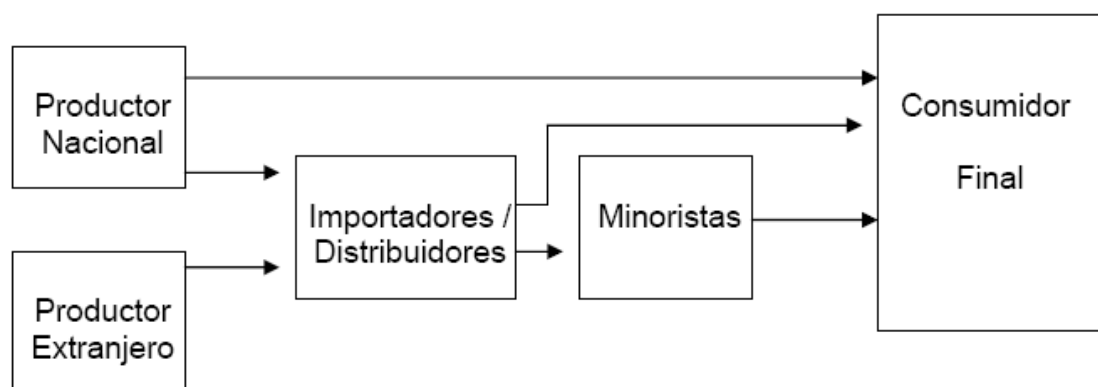 Productor
Nacional
Importadores /
Distribuidores
Minoristas
Consumidor
Final
Productor
Extranjero